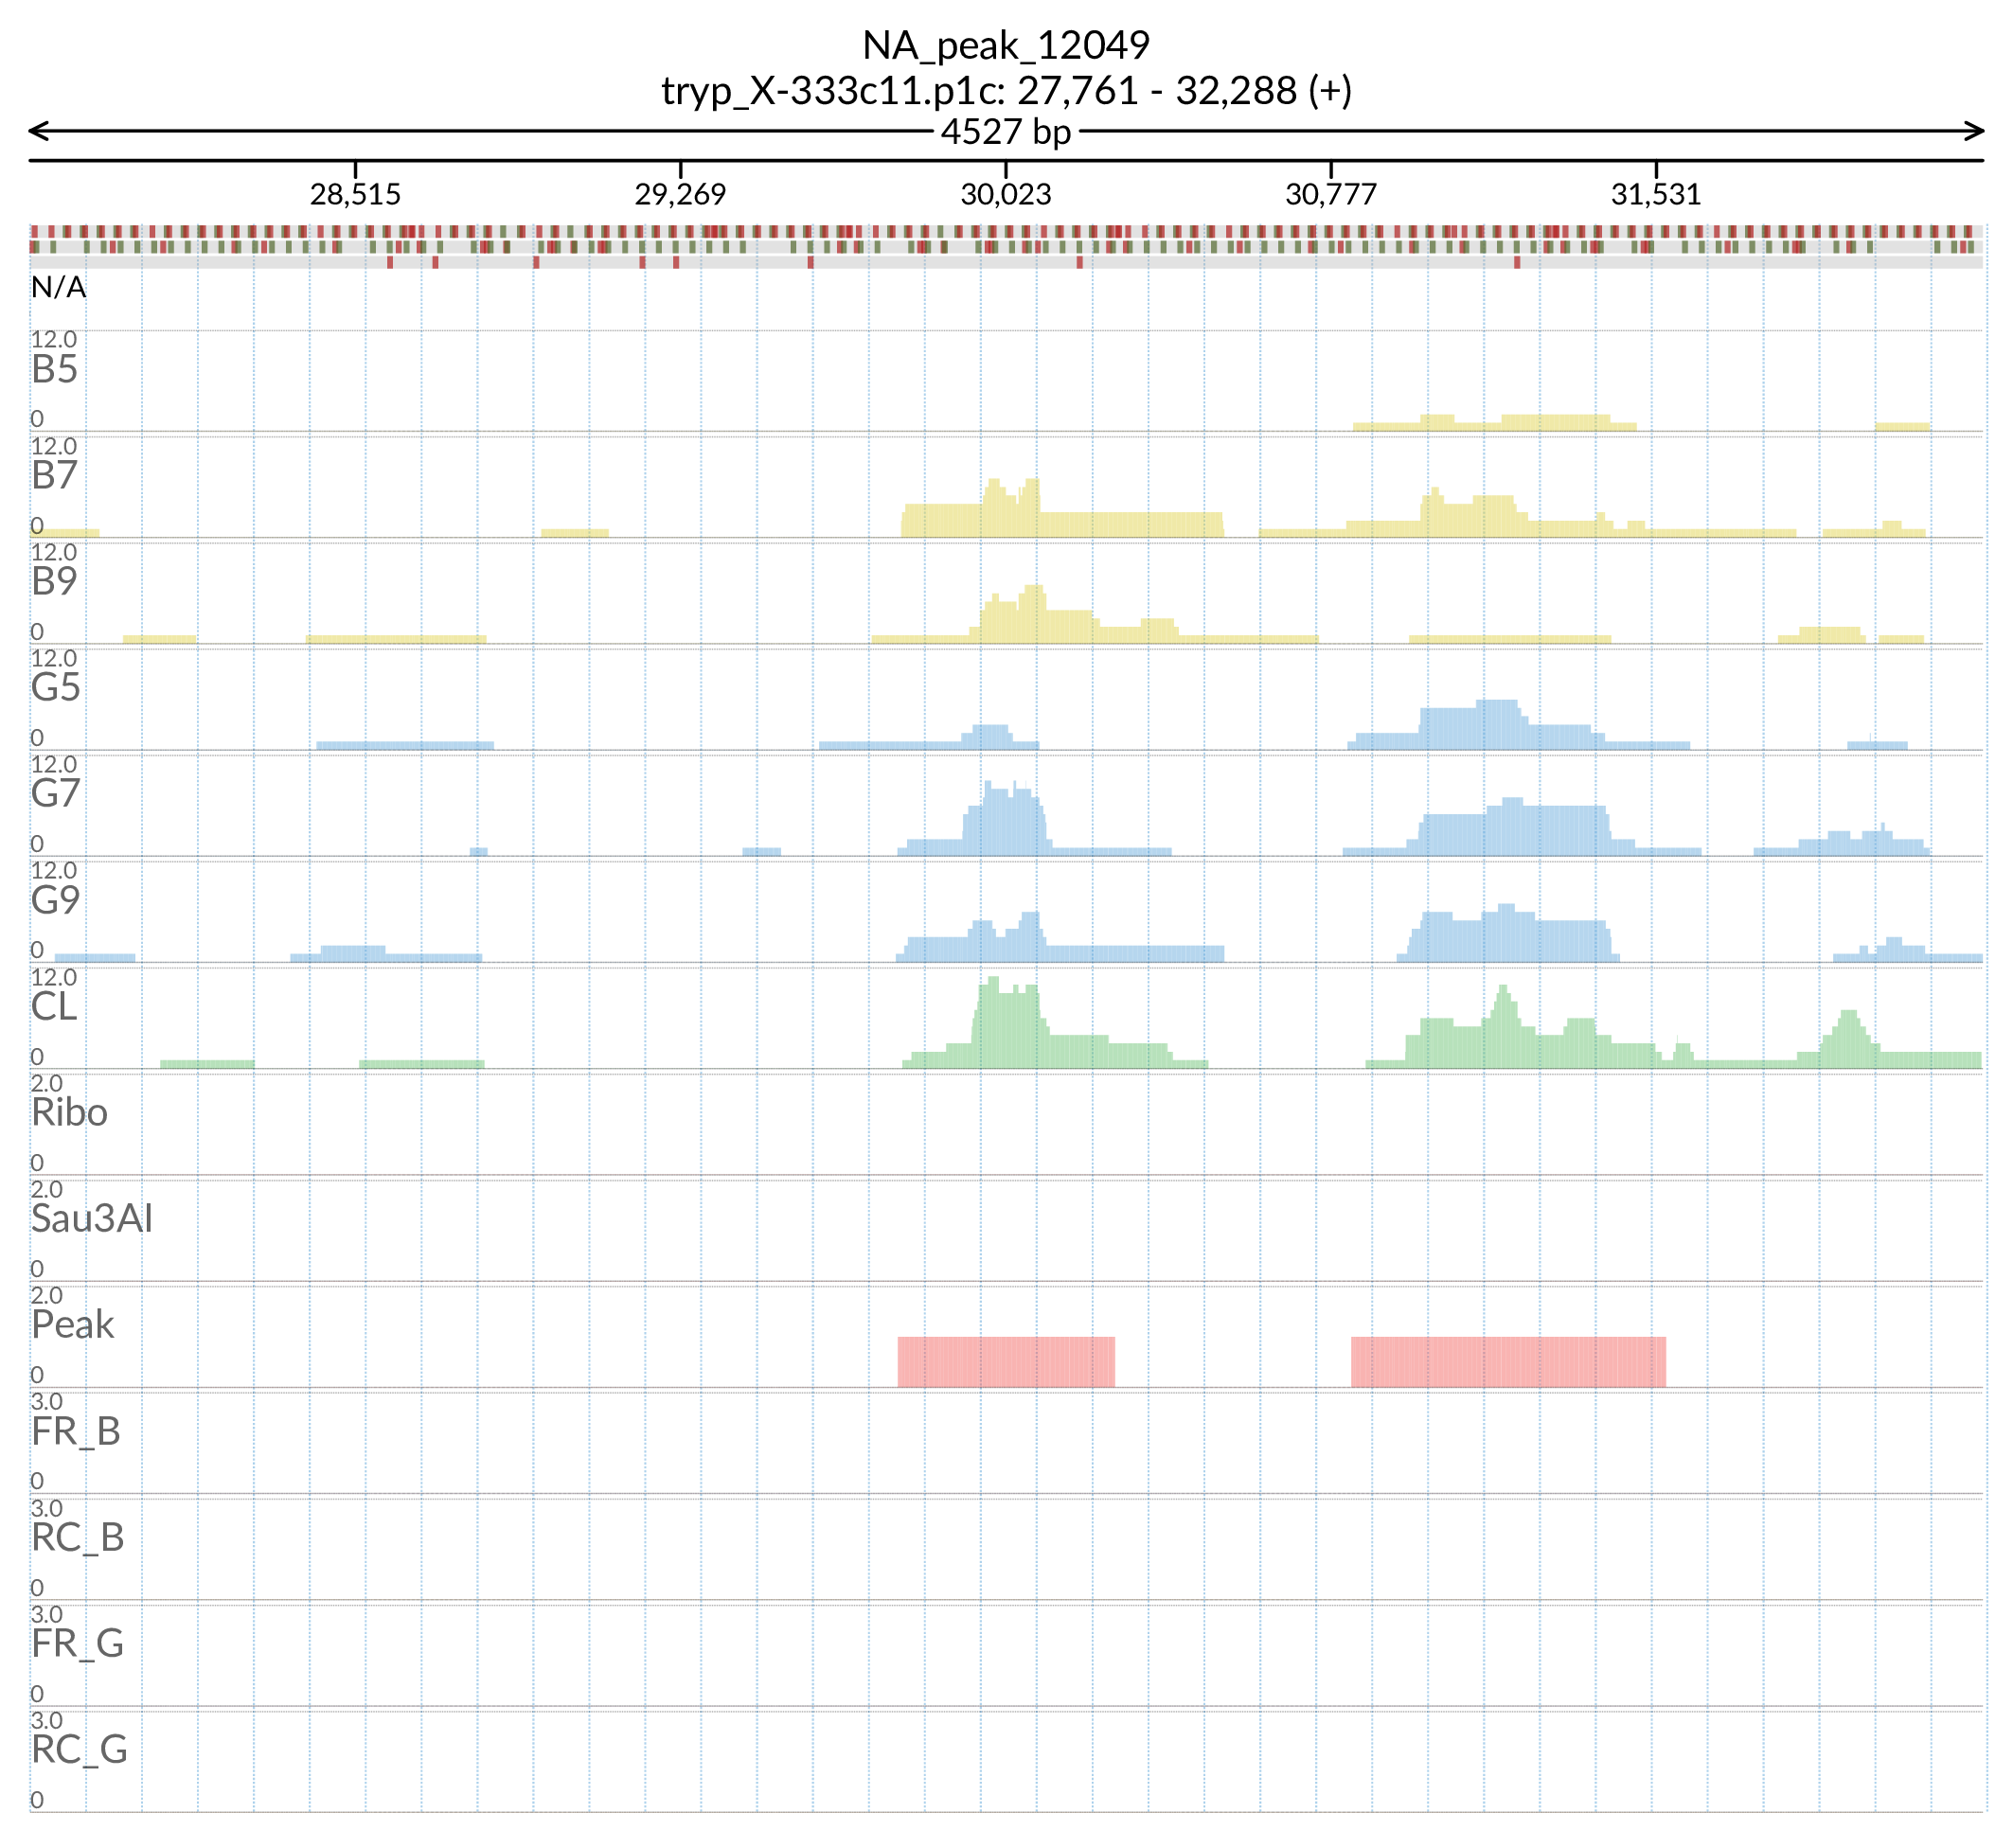 NA_peak_12049
tryp_X-333c11.p1c: 27,761 - 32,288 (+)
4527 bp
28,515 29,269 30,023 30,777 31,531
N/A
12.0
B5
0
12.0
B7
0
12.0
B9
0
12.0
G5
0
12.0
G7
0
12.0
G9
0
12.0
CL
0
2.0
Ribo
0
2.0
Sau3AI
0
2.0
Peak
0
3.0
FR_B
0
3.0
RC_B
0
3.0
FR_G
0
3.0
RC_G
0